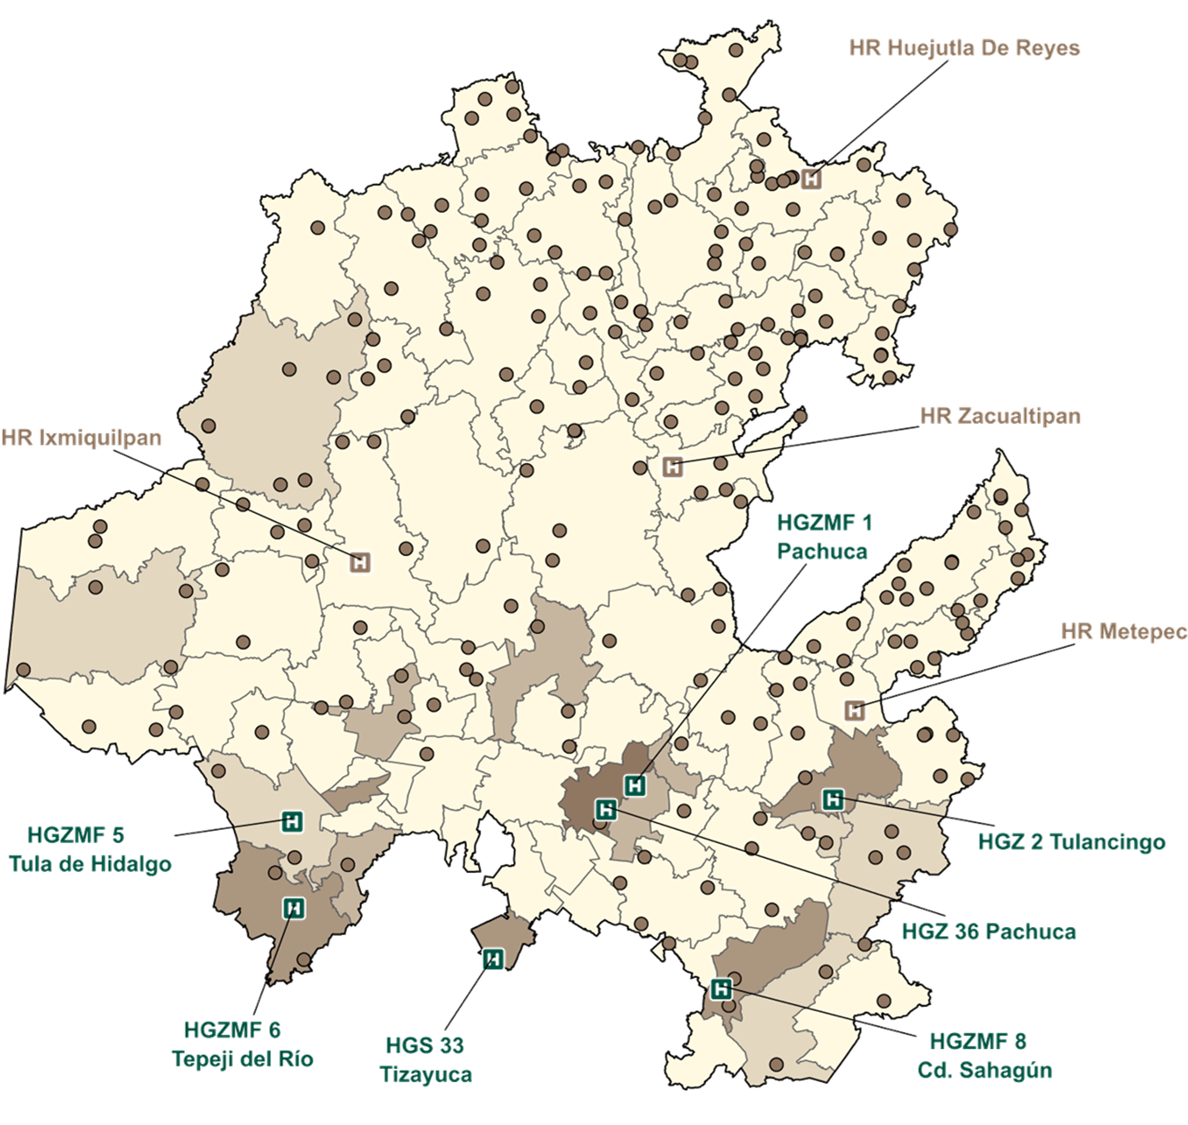 HR Huejutla De Reyes
HR Zacualtipan
HR Ixmiquilpan
HGZMF 1
Pachuca
HR Metepec
HGZMF 5
Tula de Hidalgo
HGZ 2 Tulancingo
HGZ 36 Pachuca
HGZMF 6
Tepeji del Río
HGS 33
Tizayuca
HGZMF 8
Cd. Sahagún